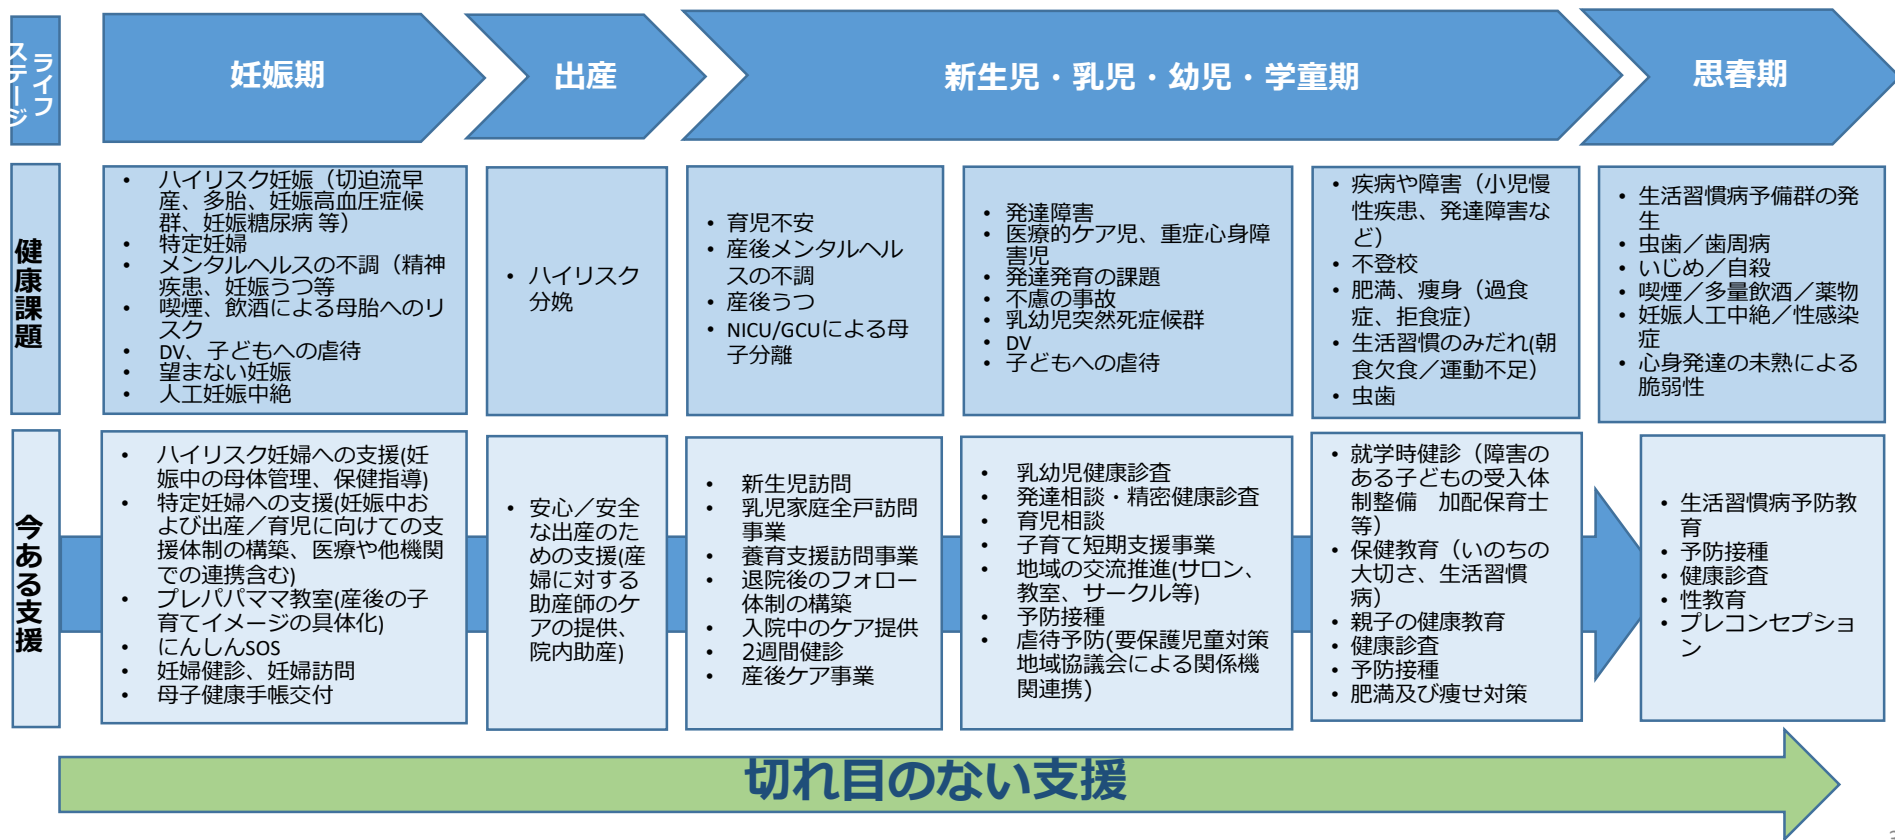 ライフ
ステージ
妊娠期
出産
新生児・乳児・幼児・学童期
思春期
健康課題
• ハイリスク妊娠（切迫流早
産、多胎、妊娠高血圧症候
群、妊娠糖尿病 等）
• 特定妊婦
• メンタルヘルスの不調（精神
疾患、妊娠うつ等
• 喫煙、飲酒による母胎へのリ
スク
• DV、子どもへの虐待
• 望まない妊娠
• 人工妊娠中絶
• ハイリスク
分娩
• 育児不安
• 産後メンタルヘル
スの不調
• 産後うつ
• NICU/GCUによる母
子分離
• 発達障害
• 医療的ケア児、重症心身障
害児
• 発達発育の課題
• 不慮の事故
• 乳幼児突然死症候群
• DV
• 子どもへの虐待
• 疾病や障害（小児慢
性疾患、発達障害な
ど）
• 不登校
• 肥満、痩身（過食
症、拒食症）
• 生活習慣のみだれ(朝
食欠食／運動不足）
• 虫歯
• 生活習慣病予備群の発
生
• 虫歯／歯周病
• いじめ／自殺
• 喫煙／多量飲酒／薬物
• 妊娠人工中絶／性感染
症
• 心身発達の未熟による
脆弱性
今ある支援
• ハイリスク妊婦への支援(妊
娠中の母体管理、保健指導)
• 特定妊婦への支援(妊娠中お
よび出産／育児に向けての支
援体制の構築、医療や他機関
での連携含む)
• プレパパママ教室(産後の子
育てイメージの具体化)
• にんしんSOS
• 妊婦健診、妊婦訪問
• 母子健康手帳交付
• 安心／安全
な出産のた
めの支援(産
婦に対する
助産師のケ
アの提供、
院内助産)
• 新生児訪問
• 乳児家庭全戸訪問
事業
• 養育支援訪問事業
• 退院後のフォロー
体制の構築
• 入院中のケア提供
• 2週間健診
• 産後ケア事業
• 乳幼児健康診査
• 発達相談・精密健康診査
• 育児相談
• 子育て短期支援事業
• 地域の交流推進(サロン、
教室、サークル等)
• 予防接種
• 虐待予防(要保護児童対策
地域協議会による関係機
関連携)
• 就学時健診（障害の
ある子どもの受入体
制整備　加配保育士
等）
• 保健教育（いのちの
大切さ、生活習慣
病）
• 親子の健康教育
• 健康診査
• 予防接種
• 肥満及び痩せ対策
• 生活習慣病予防教
育
• 予防接種
• 健康診査
• 性教育
• プレコンセプショ
ン
切れ目のない支援